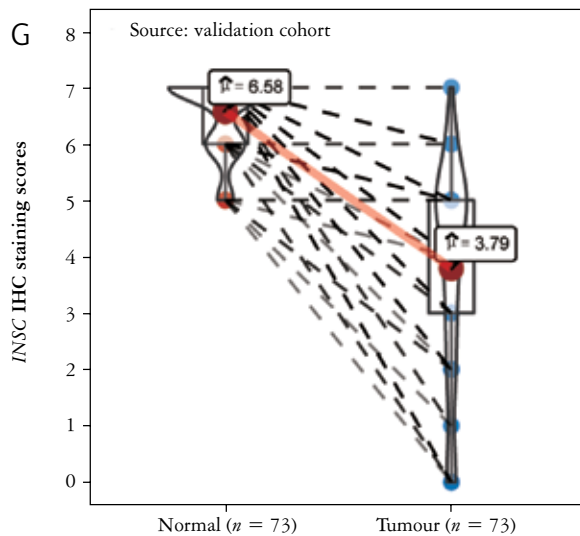 G
Source: validation cohort
8
7
6
5
4
3
2
1
0
INSC IHC staining scores
μ̂ = 6.58
μ̂ = 3.79
Normal (n = 73)
Tumour (n = 73)